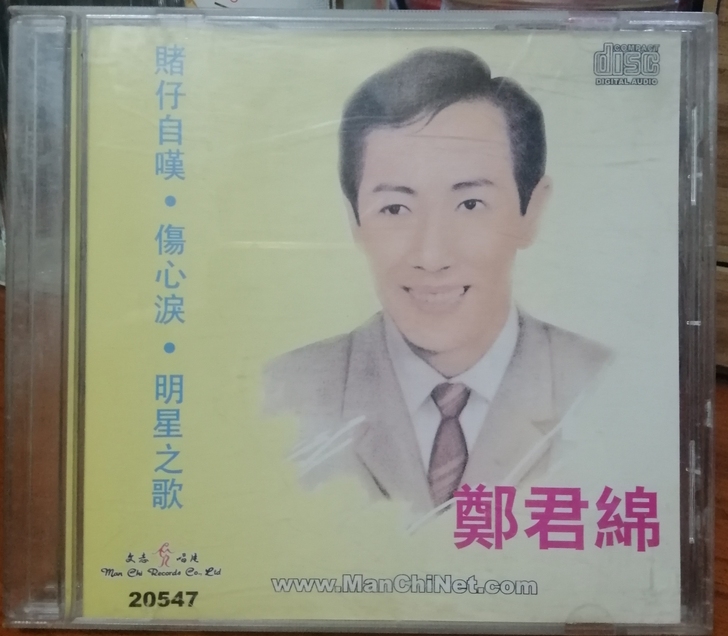 賭仔自嘆•傷心淚•明星之歌
COMPACT
disc
DIGITAL AUDIO
鄭君綿
文志 唱片
Man Chi Records Co., Ltd
20547
www.ManChiNet.com